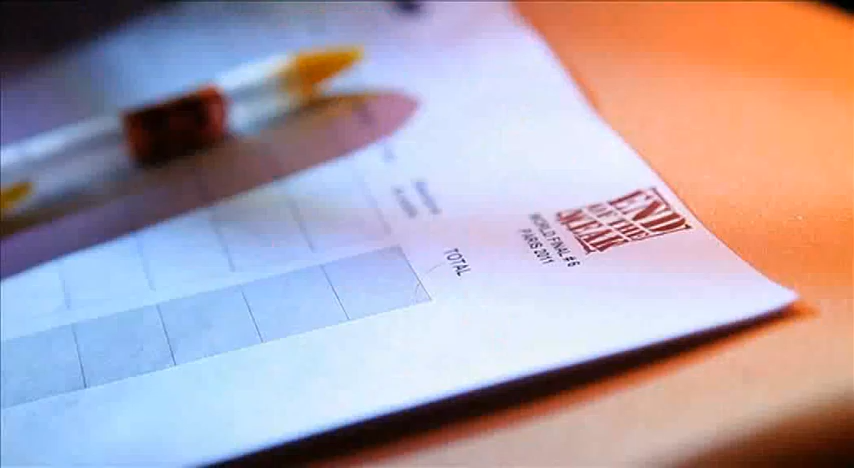 END
OF THE
WEAK
WORLD FINAL # 6
PARIS 2011
TOTAL